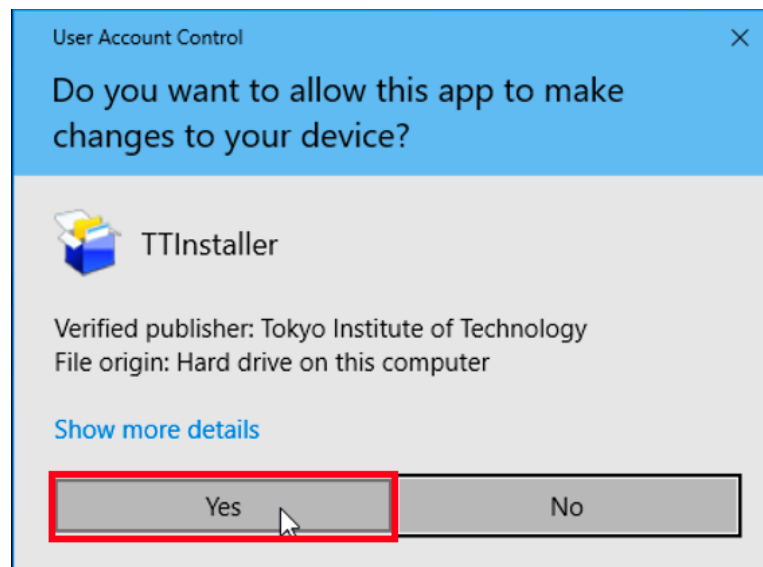 User Account Control
Do you want to allow this app to make
changes to your device?
TTInstaller
Verified publisher: Tokyo Institute of Technology
File origin: Hard drive on this computer
Show more details
Yes
No